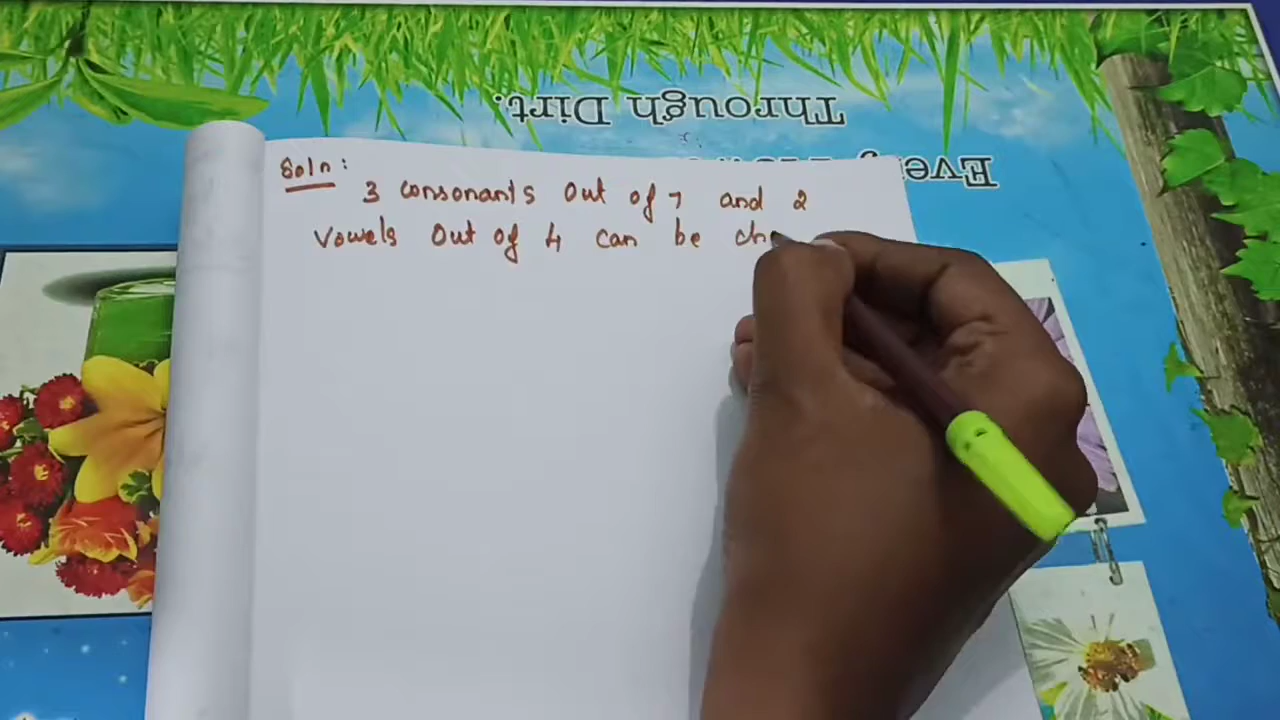 Through Dirt.
Soln:
3 consonants out of 7 and 2
vowels out of 4 can be